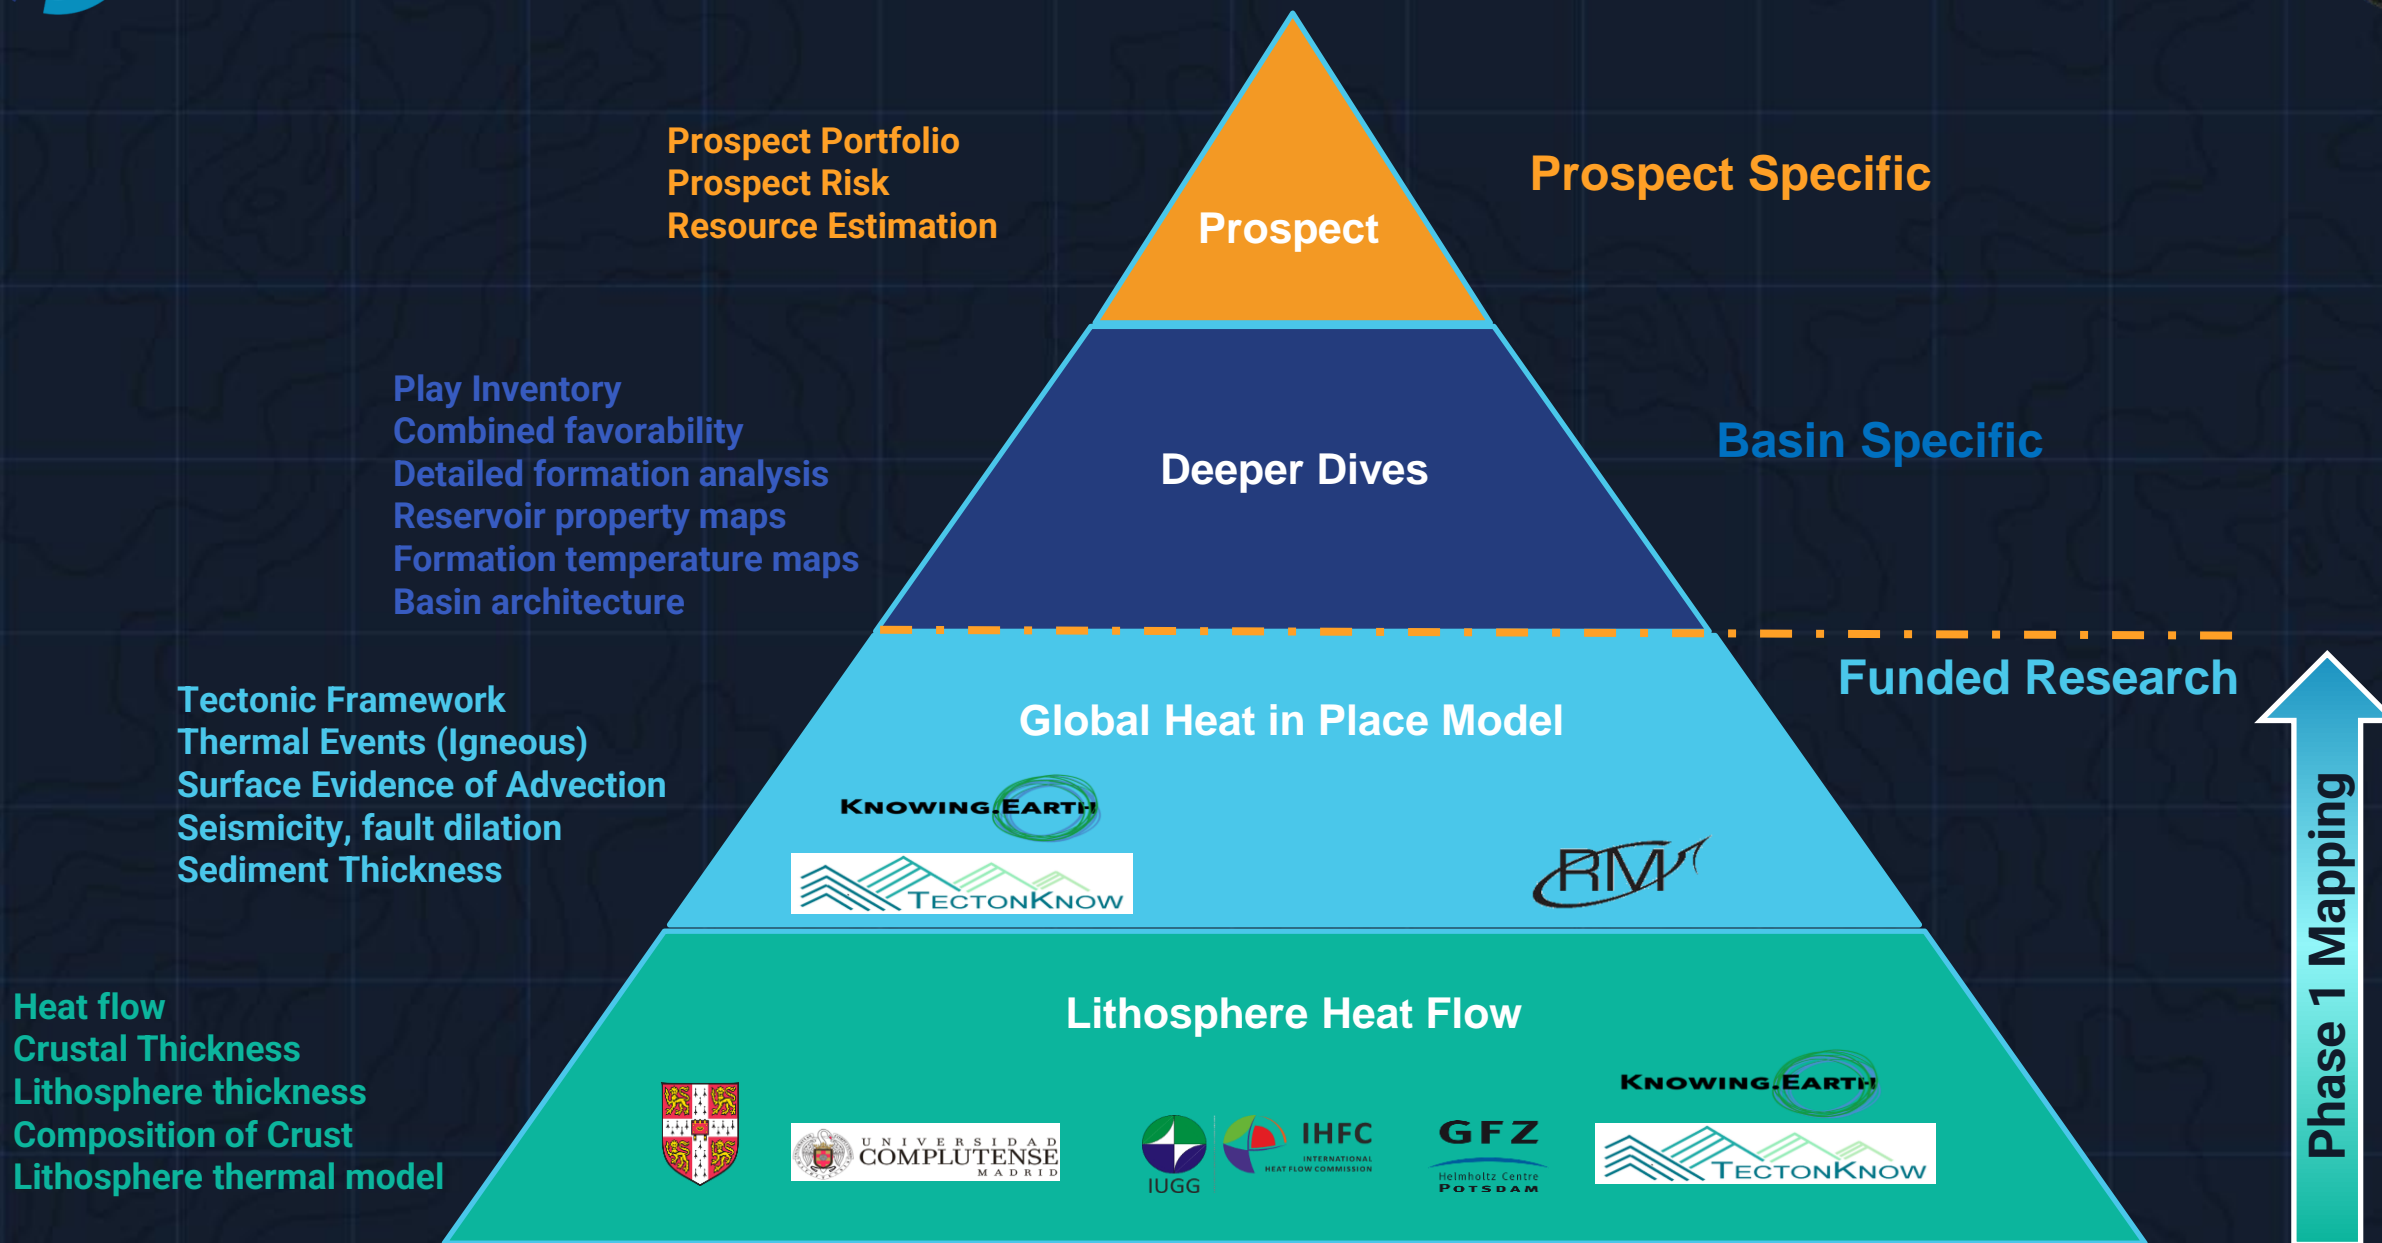 Prospect Portfolio
Prospect Risk
Resource Estimation
Prospect
Prospect Specific
Play Inventory
Combined favorability
Detailed formation analysis
Reservoir property maps
Formation temperature maps
Basin architecture
Deeper Dives
Basin Specific
Funded Research
Tectonic Framework
Thermal Events (Igneous)
Surface Evidence of Advection
Seismicity, fault dilation
Sediment Thickness
Global Heat in Place Model
KNOWING.EARTH
TECTONKNOW
RM
Heat flow
Crustal Thickness
Lithosphere thickness
Composition of Crust
Lithosphere thermal model
Lithosphere Heat Flow
UNIVERSIDAD
COMPLUTENSE
MADRID
IUGG
IHFC
INTERNATIONAL
HEAT FLOW COMMISSION
GFZ
Helmholtz Centre
POTSDAM
KNOWING.EARTH
TECTONKNOW
Phase 1 Mapping